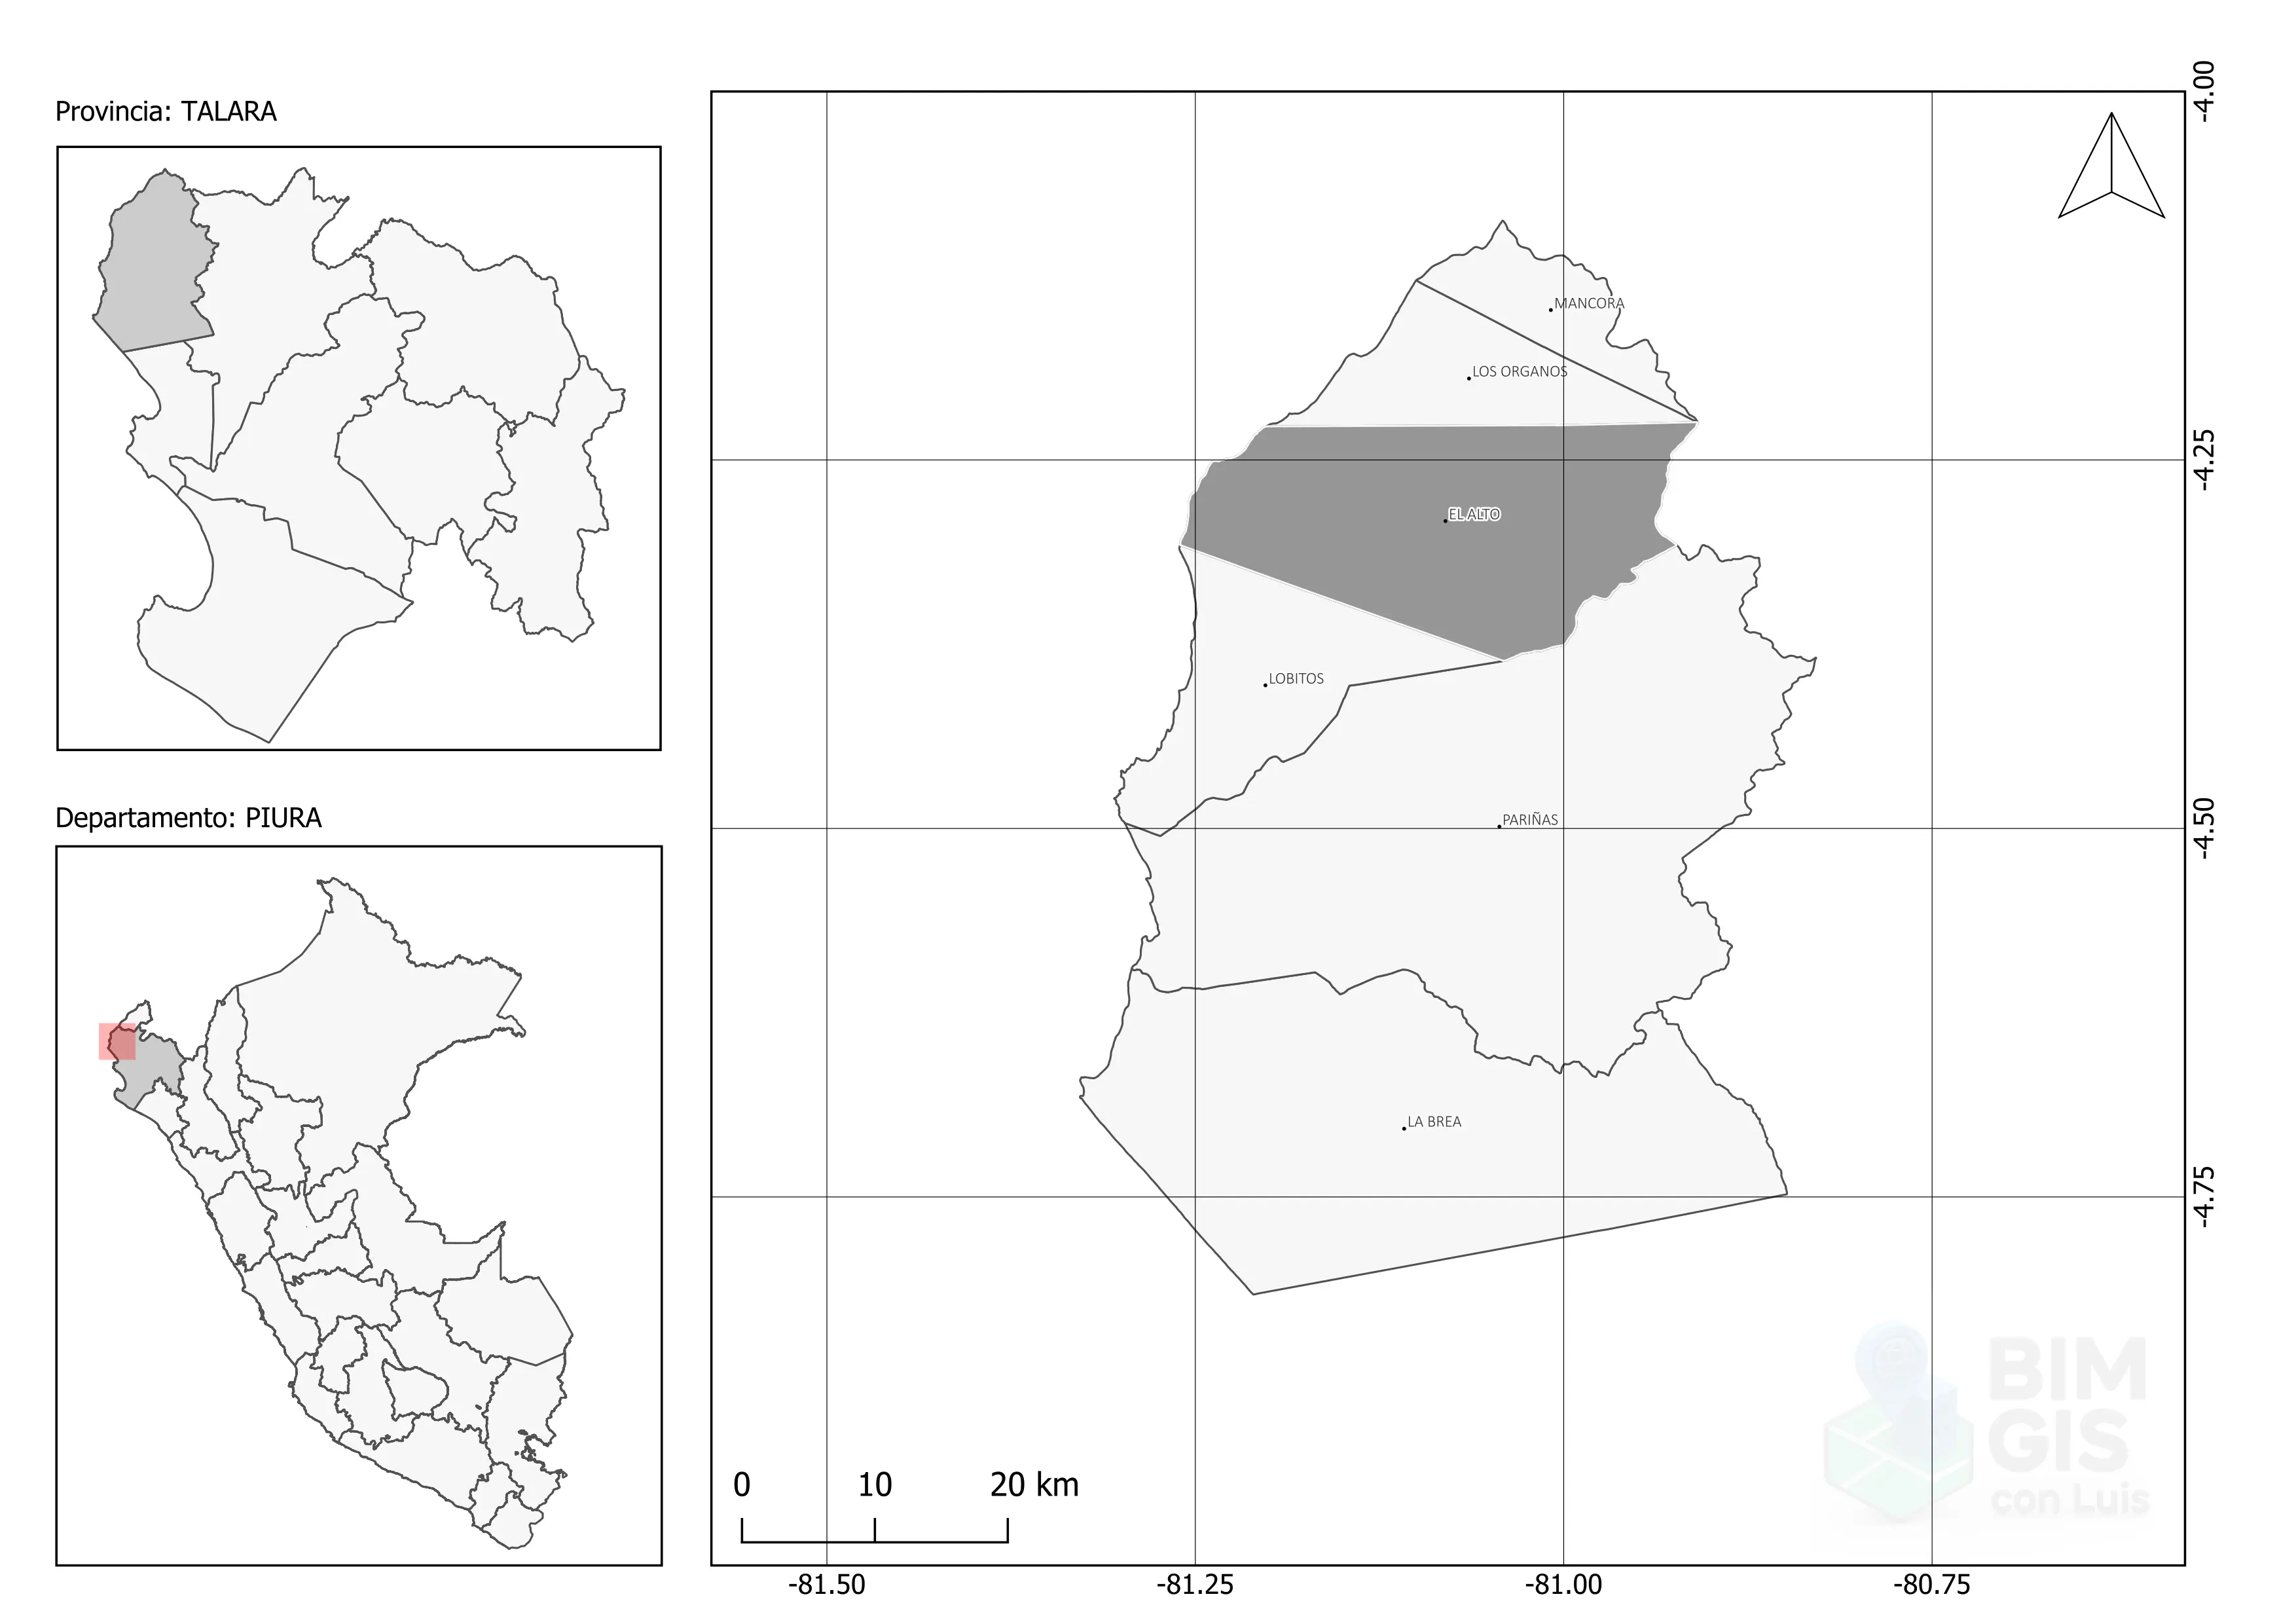 Provincia: TALARA
Departamento: PIURA
MANCORA
LOS ORGANOS
EL ALTO
LOBITOS
PARIÑAS
LA BREA
-4.00
-4.25
-4.50
-4.75
0 10 20 km
-81.50 -81.25 -81.00 -80.75
BIM
GIS
con Luis